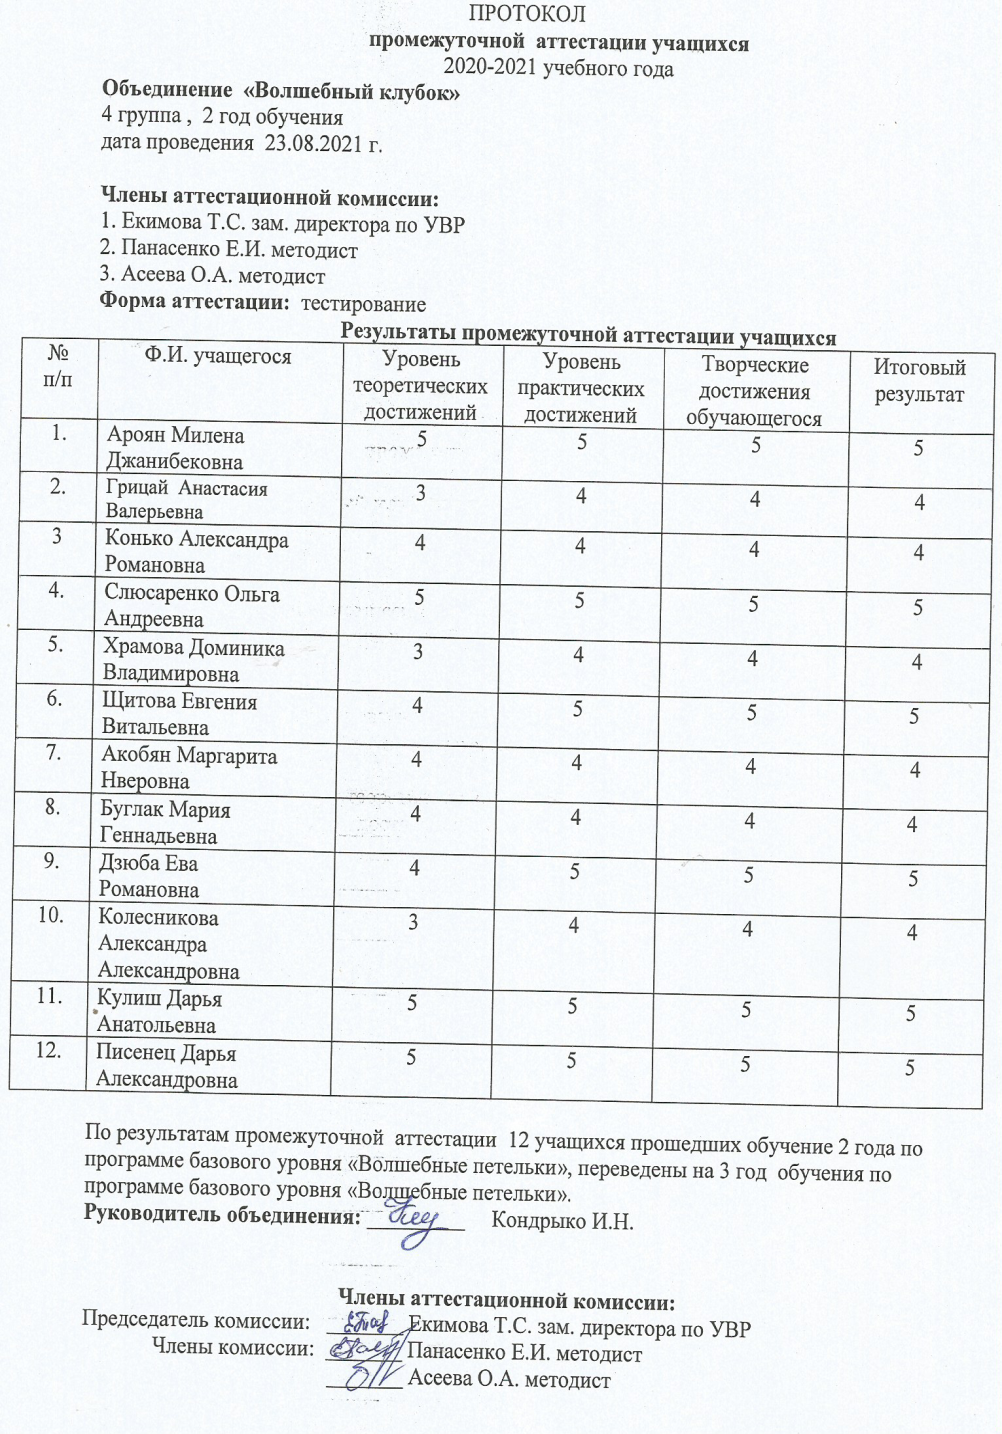 ПРОТОКОЛ
промежуточной аттестации учащихся
2020-2021 учебного года
Объединение «Волшебный клубок»
4 группа , 2 год обучения
дата проведения 23.08.2021 г.
Члены аттестационной комиссии:
1. Екимова Т.С. зам. директора по УВР
2. Панасенко Е.И. методист
3. Асеева О.А. методист
Форма аттестации: тестирование
Результаты промежуточной аттестации учащихся
№ Ф.И. учащегося Уровень Уровень Творческие Итоговый
п/п теоретических практических достижения результат
достижений достижений обучающегося
1. Ароян Милена 5 5 5 5
Джанибековна
2. Грицай Анастасия 3 4 4 4
Валерьевна
3 Конько Александра 4 4 4 4
Романовна
4. Слюсаренко Ольга 5 5 5 5
Андреевна
5. Храмова Доминика 3 4 4 4
Владимировна
6. Щитова Евгения 4 5 5 5
Витальевна
7. Акобян Маргарита 4 4 4 4
Нверовна
8. Буглак Мария 4 4 4 4
Геннадьевна
9. Дзюба Ева 4 5 5 5
Романовна
10. Колесникова 3 4 4 4
Александра
Александровна
11. Кулиш Дарья 5 5 5 5
Анатольевна
12. Писенец Дарья 5 5 5 5
Александровна
По результатам промежуточной аттестации 12 учащихся прошедших обучение 2 года по
программе базового уровня «Волшебные петельки», переведены на 3 год обучения по
программе базового уровня «Волшебные петельки».
Руководитель объединения: Кондрыко И.Н.
Члены аттестационной комиссии:
Председатель комиссии: Екимова Т.С. зам. директора по УВР
Члены комиссии: Панасенко Е.И. методист
Асеева О.А. методист